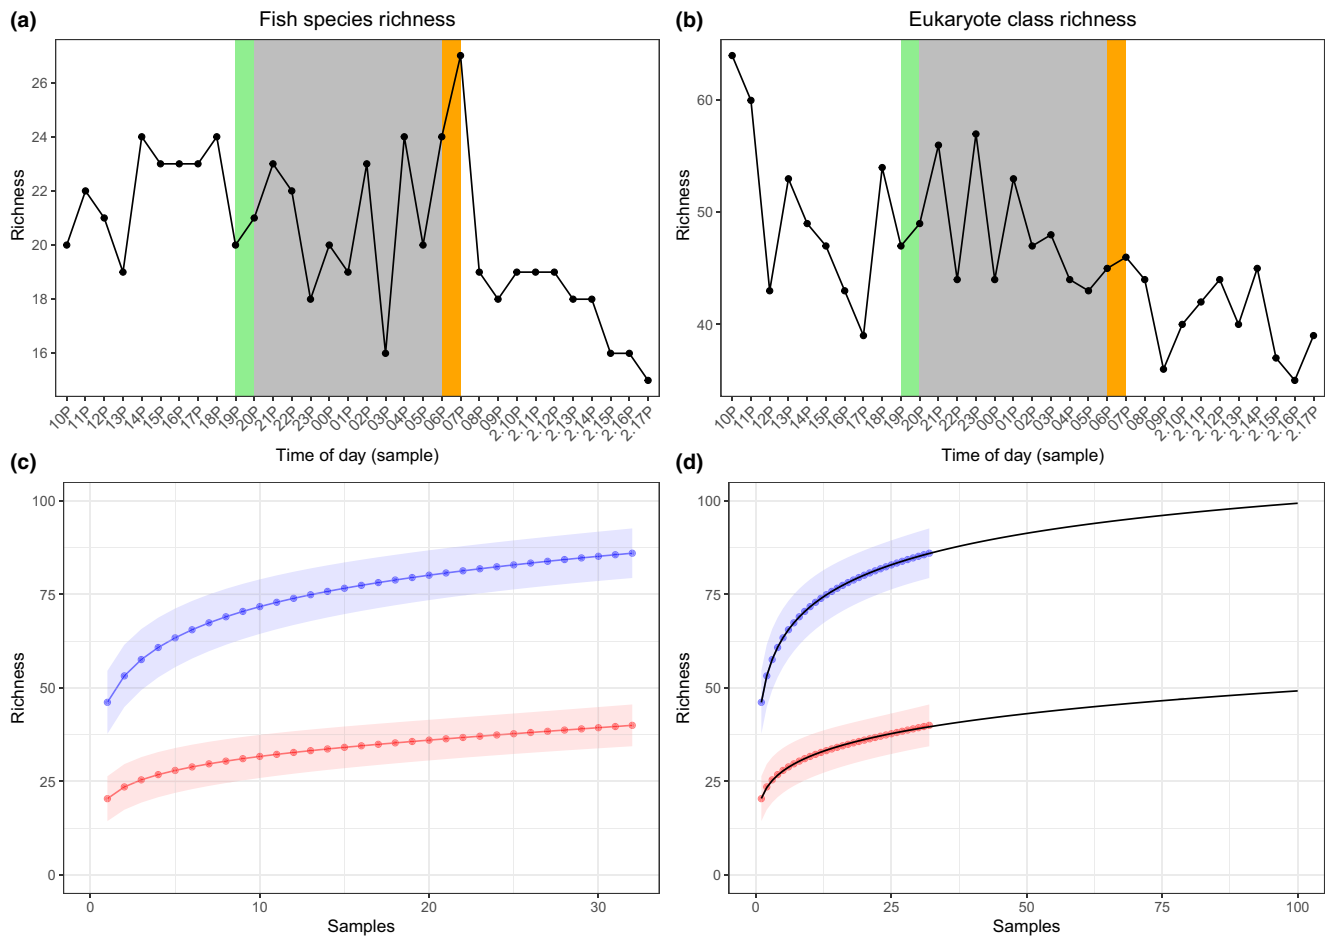 (a)
Fish species richness
Richness
26
24
22
20
18
16
10P 11P 12P 13P 14P 15P 16P 17P 18P 19P 20P 21P 22P 23P 00P 01P 02P 03P 04P 05P 06P 07P 08P 09P 2.10P 2.11P 2.12P 2.13P 2.14P 2.15P 2.16P 2.17P
Time of day (sample)
(b)
Eukaryote class richness
Richness
60
50
40
10P 11P 12P 13P 14P 15P 16P 17P 18P 19P 20P 21P 22P 23P 00P 01P 02P 03P 04P 05P 06P 07P 08P 09P 2.10P 2.11P 2.12P 2.13P 2.14P 2.15P 2.16P 2.17P
Time of day (sample)
(c)
Richness
100
75
50
25
0
0 10 20 30
Samples
(d)
Richness
100
75
50
25
0
0 25 50 75 100
Samples